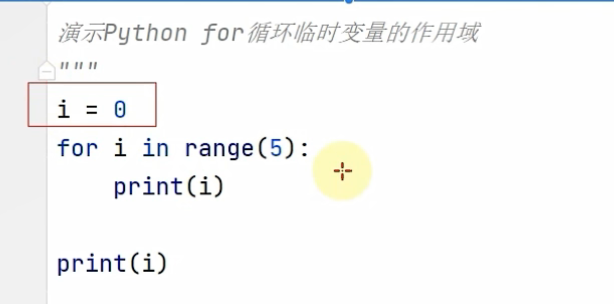 演示Python for循环临时变量的作用域
"""
i = 0
for i in range(5):
    print(i)
print(i)